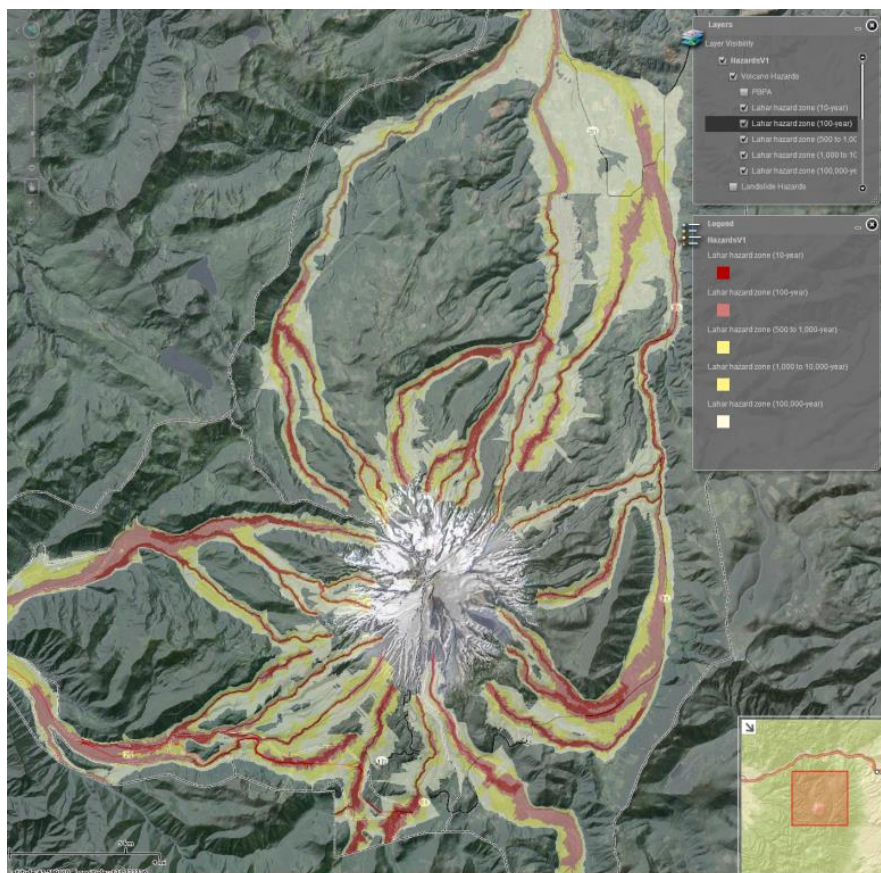 Layers
Layer Visibility
HazardsV1
Volcano Hazards
PBPA
Lahar hazard zone (10-year)
Lahar hazard zone (100-year)
Lahar hazard zone (500 to 1,00
Lahar hazard zone (1,000 to 10
Lahar hazard zone (100,000-ye
Landslide Hazards
Legend
HazardsV1
Lahar hazard zone (10-year)
Lahar hazard zone (100-year)
Lahar hazard zone (500 to 1,000-year)
Lahar hazard zone (1,000 to 10,000-year)
Lahar hazard zone (100,000-year)
5 km